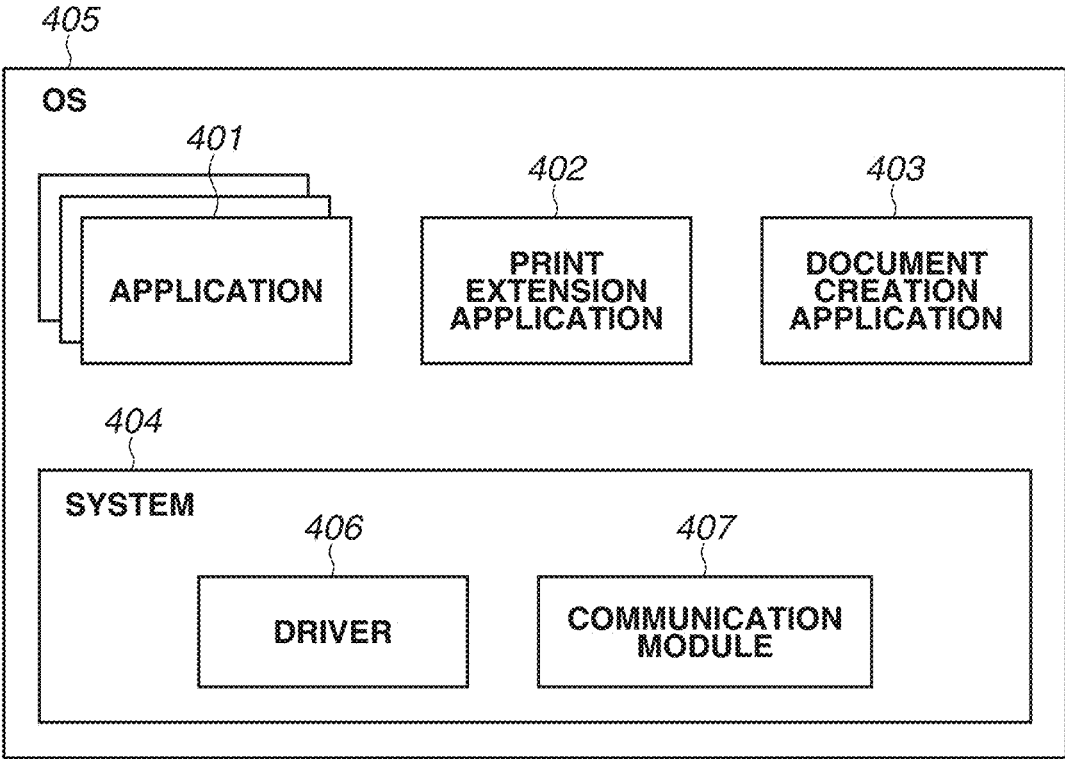 405
OS
401
402
403
APPLICATION
PRINT
EXTENSION
APPLICATION
DOCUMENT
CREATION
APPLICATION
404
SYSTEM
406
407
DRIVER
COMMUNICATION
MODULE